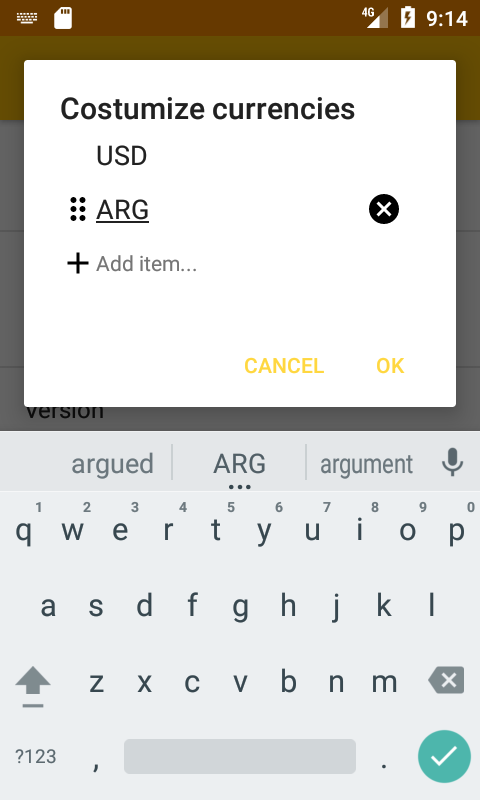 4G 9:14
Costumize currencies
USD
ARG
Add item...
CANCEL OK
version
argued ARG argument
1 2 3 4 5 6 7 8 9 0
q w e r t y u i o p
a s d f g h j k l
z x c v b n m
?123 , .